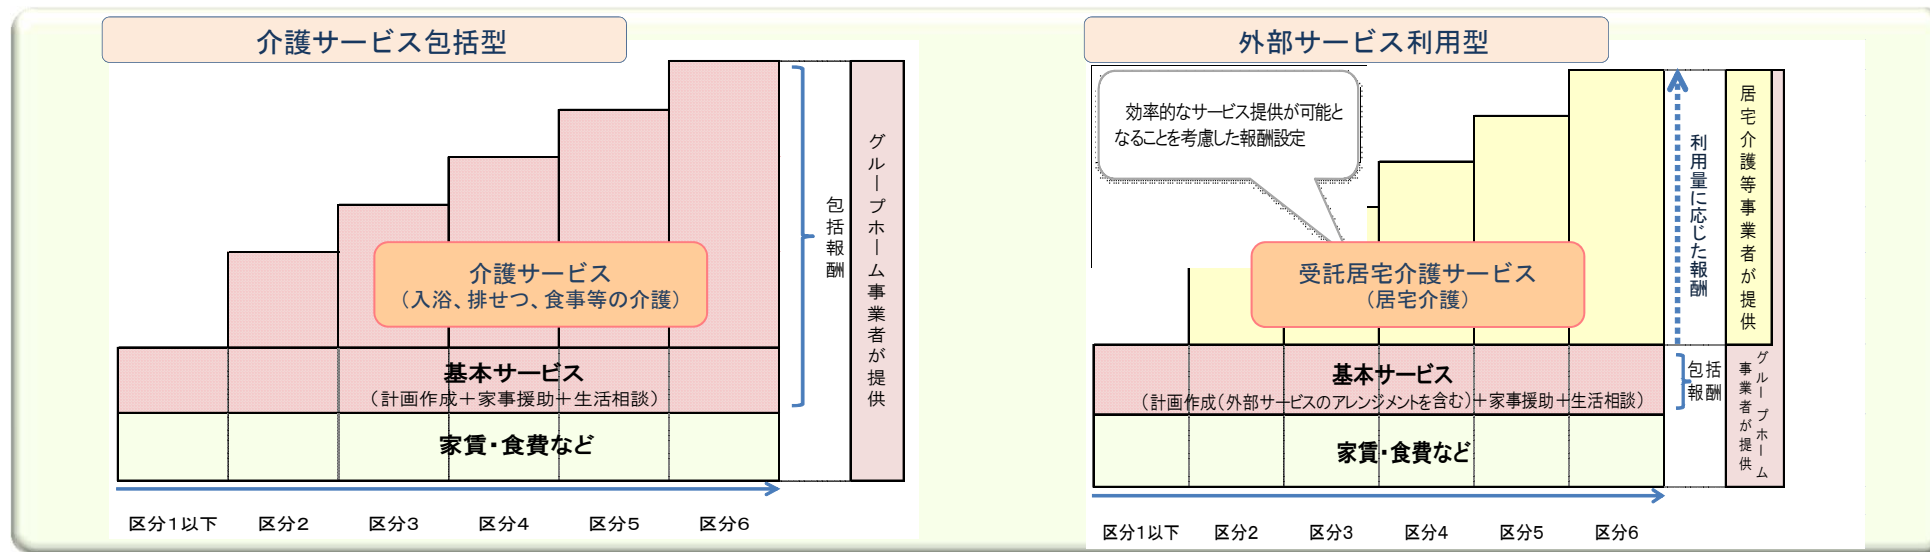 介護サービス包括型
介護サービス
（入浴、排せつ、食事等の介護）
基本サービス
（計画作成＋家事援助＋生活相談）
家賃・食費など
包括報酬
グループホーム事業者が提供
区分１以下
区分２
区分３
区分４
区分５
区分６
外部サービス利用型
効率的なサービス提供が可能と
なることを考慮した報酬設定
受託居宅介護サービス
（居宅介護）
基本サービス
（計画作成（外部サービスのアレンジメントを含む）＋家事援助＋生活相談）
家賃・食費など
利用量に応じた報酬
居宅介護等事業者が提供
包括
報酬
グループホーム
事業者が提供
区分１以下
区分２
区分３
区分４
区分５
区分６